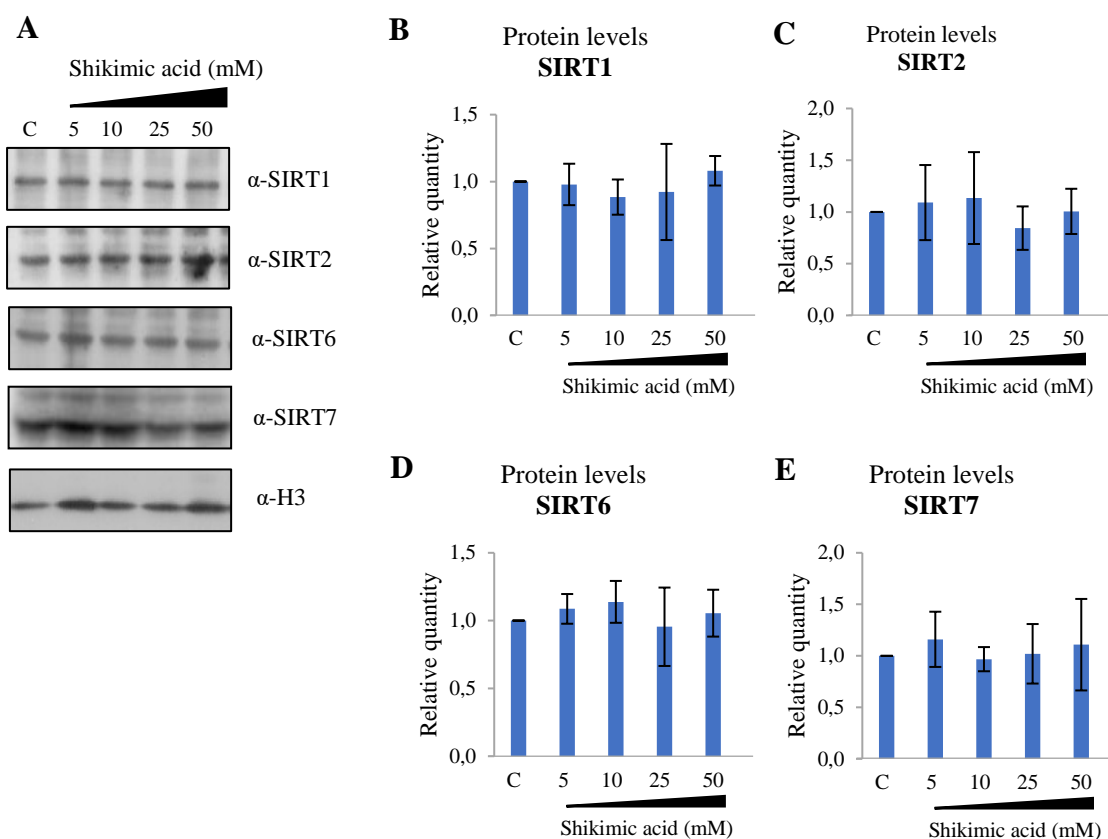 A
Shikimic acid (mM)
C 5 10 25 50
α-SIRT1
α-SIRT2
α-SIRT6
α-SIRT7
α-H3
B
Protein levels
SIRT1
Relative quantity
1,5
1,0
0,5
0,0
C 5 10 25 50
Shikimic acid (mM)
C
Protein levels
SIRT2
Relative quantity
2,0
1,5
1,0
0,5
0,0
C 5 10 25 50
Shikimic acid (mM)
D
Protein levels
SIRT6
Relative quantity
1,5
1,0
0,5
0,0
C 5 10 25 50
Shikimic acid (mM)
E
Protein levels
SIRT7
Relative quantity
2,0
1,5
1,0
0,5
0,0
C 5 10 25 50
Shikimic acid (mM)